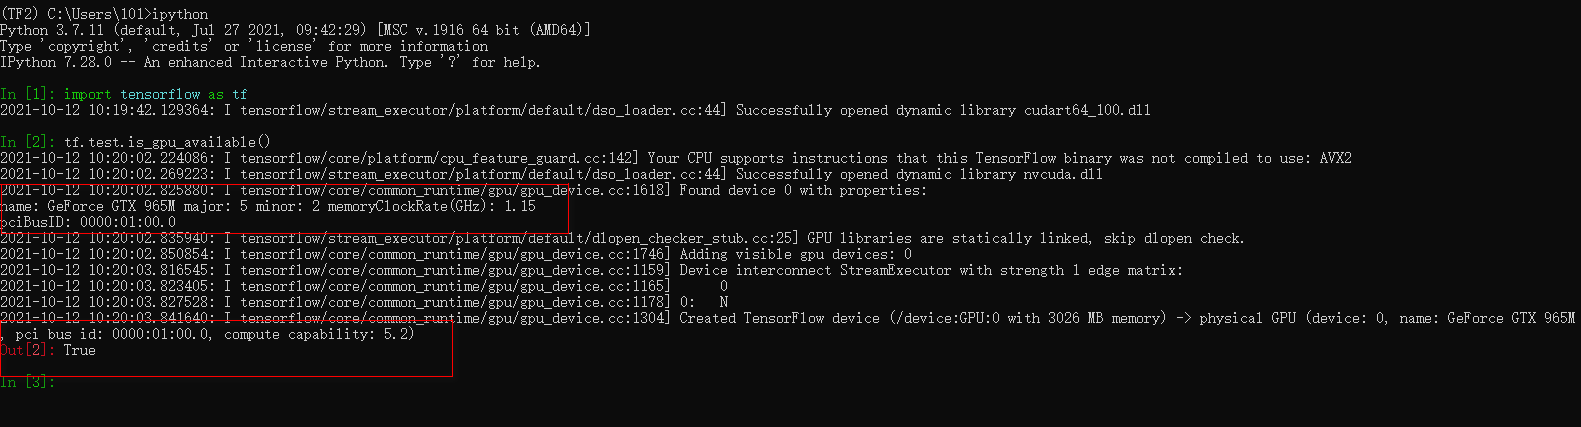 (TF2) C:\Users\101>ipython
Python 3.7.11 (default, Jul 27 2021, 09:42:29) [MSC v.1916 64 bit (AMD64)]
Type 'copyright', 'credits' or 'license' for more information
IPython 7.28.0 -- An enhanced Interactive Python. Type '?' for help.
In [1]: import tensorflow as tf
2021-10-12 10:19:42.129364: I tensorflow/stream_executor/platform/default/dso_loader.cc:44] Successfully opened dynamic library cudart64_100.dll
In [2]: tf.test.is_gpu_available()
2021-10-12 10:20:02.224086: I tensorflow/core/platform/cpu_feature_guard.cc:142] Your CPU supports instructions that this TensorFlow binary was not compiled to use: AVX2
2021-10-12 10:20:02.269223: I tensorflow/stream_executor/platform/default/dso_loader.cc:44] Successfully opened dynamic library nvcuda.dll
2021-10-12 10:20:02.825880: I tensorflow/core/common_runtime/gpu/gpu_device.cc:1618] Found device 0 with properties:
name: GeForce GTX 965M major: 5 minor: 2 memoryClockRate(GHz): 1.15
pciBusID: 0000:01:00.0
2021-10-12 10:20:02.835940: I tensorflow/stream_executor/platform/default/dlopen_checker_stub.cc:25] GPU libraries are statically linked, skip dlopen check.
2021-10-12 10:20:02.850854: I tensorflow/core/common_runtime/gpu/gpu_device.cc:1746] Adding visible gpu devices: 0
2021-10-12 10:20:03.816545: I tensorflow/core/common_runtime/gpu/gpu_device.cc:1159] Device interconnect StreamExecutor with strength 1 edge matrix:
2021-10-12 10:20:03.823405: I tensorflow/core/common_runtime/gpu/gpu_device.cc:1165]      0
2021-10-12 10:20:03.827528: I tensorflow/core/common_runtime/gpu/gpu_device.cc:1178] 0:   N
2021-10-12 10:20:03.841640: I tensorflow/core/common_runtime/gpu/gpu_device.cc:1304] Created TensorFlow device (/device:GPU:0 with 3026 MB memory) -> physical GPU (device: 0, name: GeForce GTX 965M
, pci bus id: 0000:01:00.0, compute capability: 5.2)
Out[2]: True
In [3]: